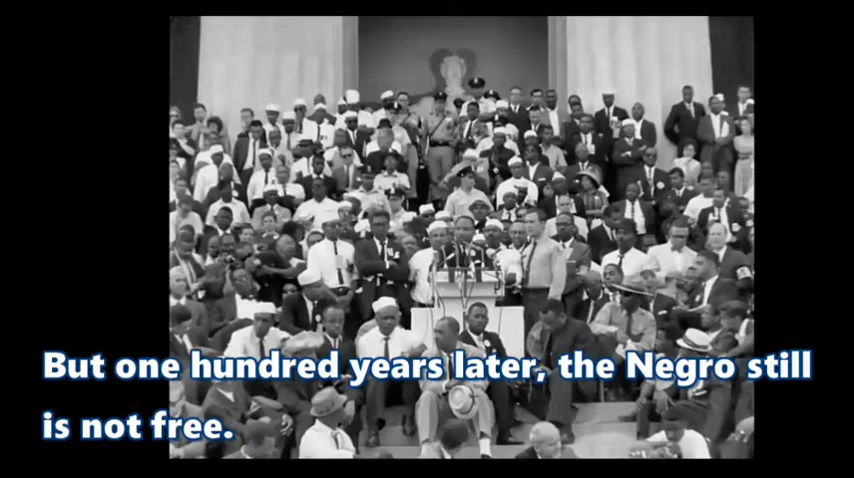 But one hundred years later, the Negro still
is not free.